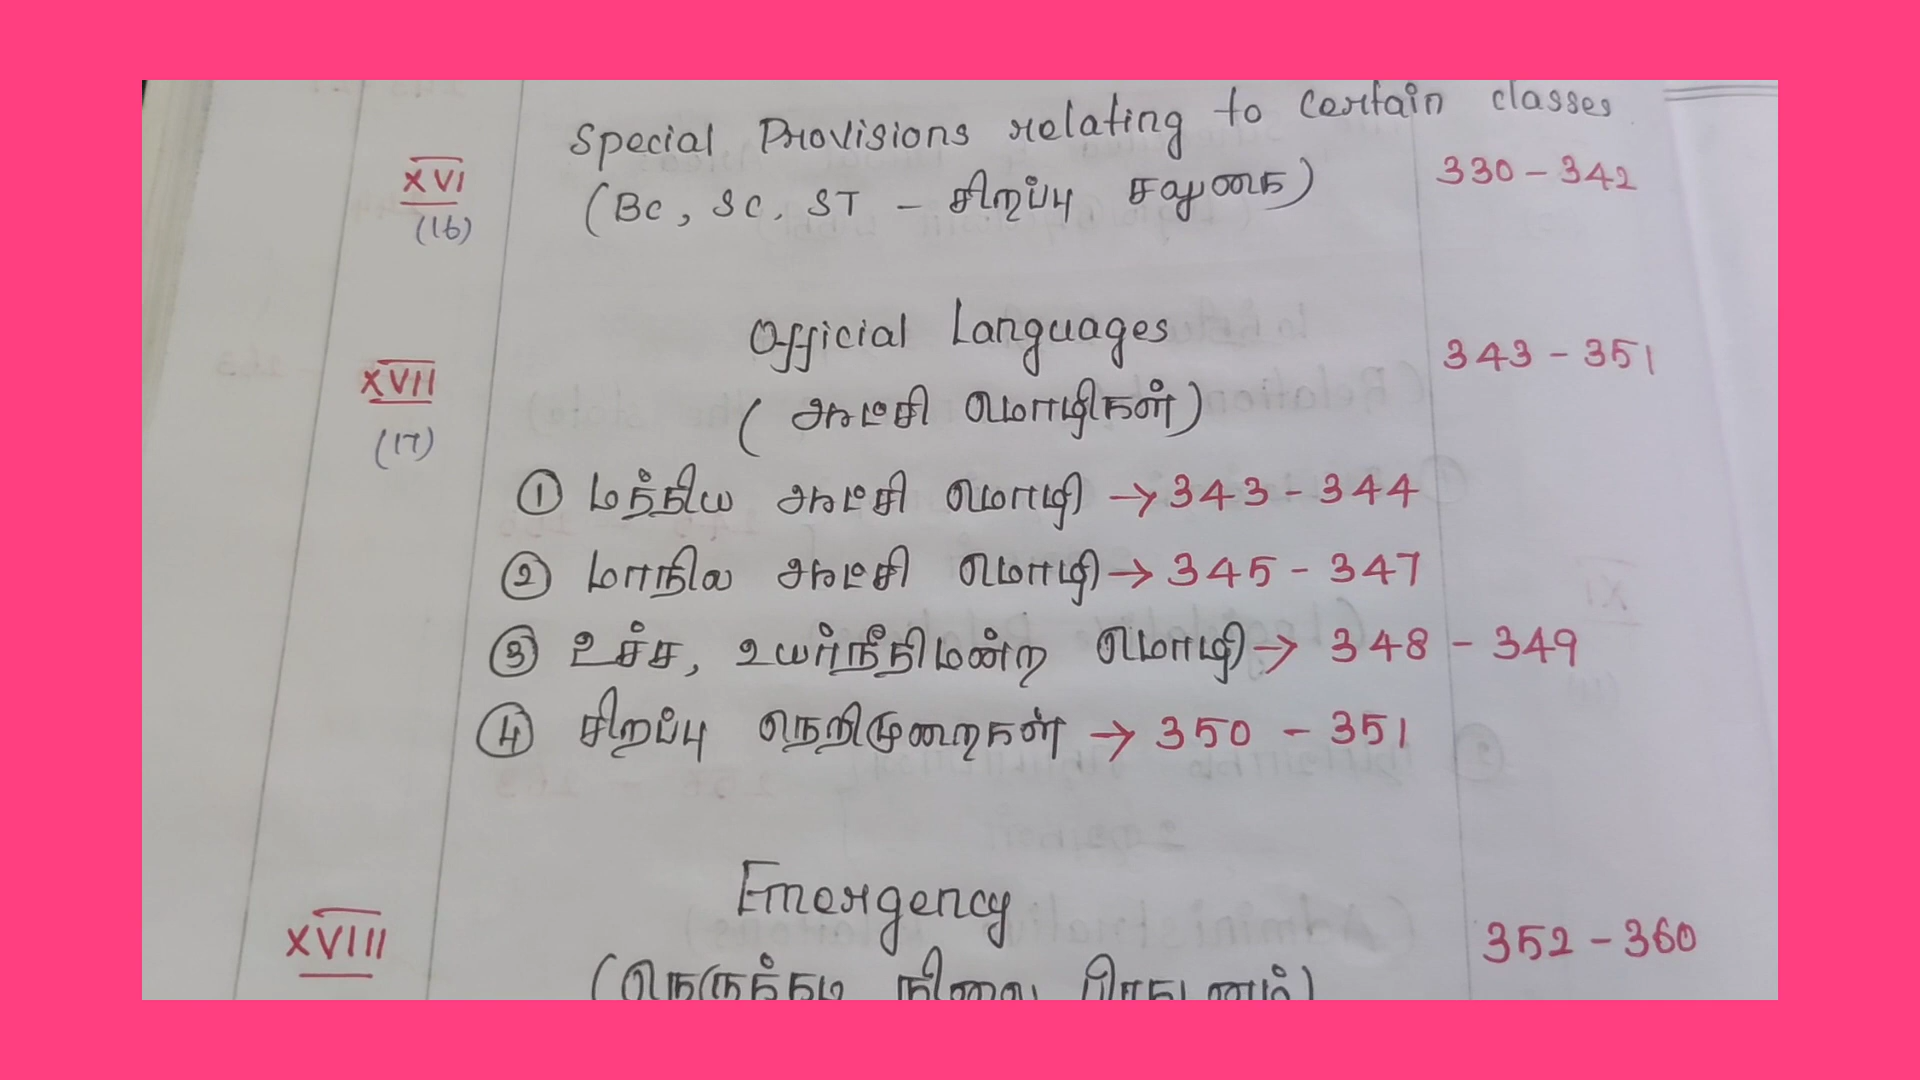 Special Provisions relating to certain classes
XVI
(16)
(BC, SC, ST - சிறப்பு சலுகை)
330 - 342
Official Languages
343 - 351
XVII
(17)
(ஆட்சி மொழிகள்)
① மத்திய ஆட்சி மொழி → 343 - 344
② மாநில ஆட்சி மொழி → 345 - 347
③ உச்ச, உயர்நீதிமன்ற மொழி → 348 - 349
④ சிறப்பு நெறிமுறைகள் → 350 - 351
Emergency
XVIII
352 - 360
(நெருக்கடி நிலை பிரகடனம்)